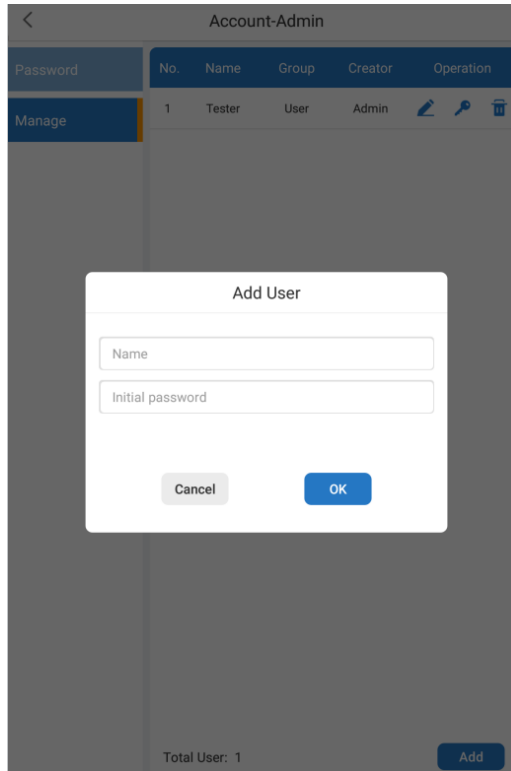 Account-Admin
Password
No. Name Group Creator Operation
Manage
1 Tester User Admin
Add User
Name
Initial password
Cancel OK
Total User: 1 Add